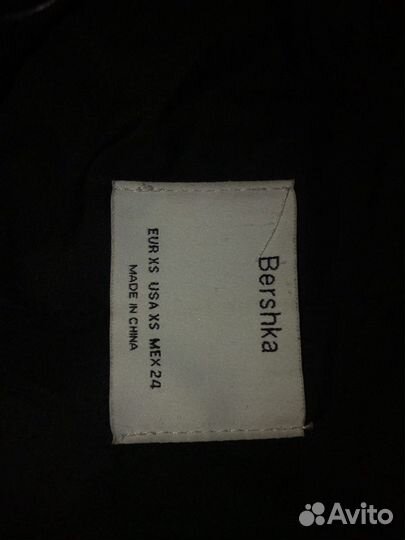 Bershka
EUR XS USA XS MEX 24
MADE IN CHINA
Avito